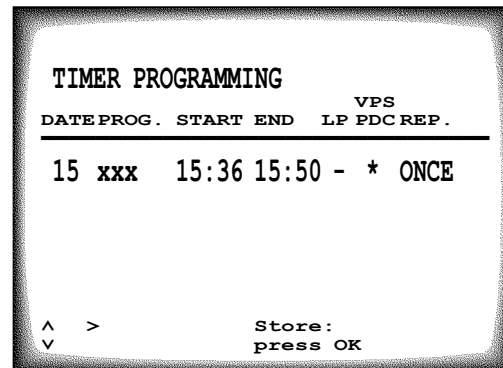 TIMER PROGRAMMING
VPS
DATE PROG. START END LP PDC REP.
15 xxx 15:36 15:50 - * ONCE
^ > Store:
v press OK